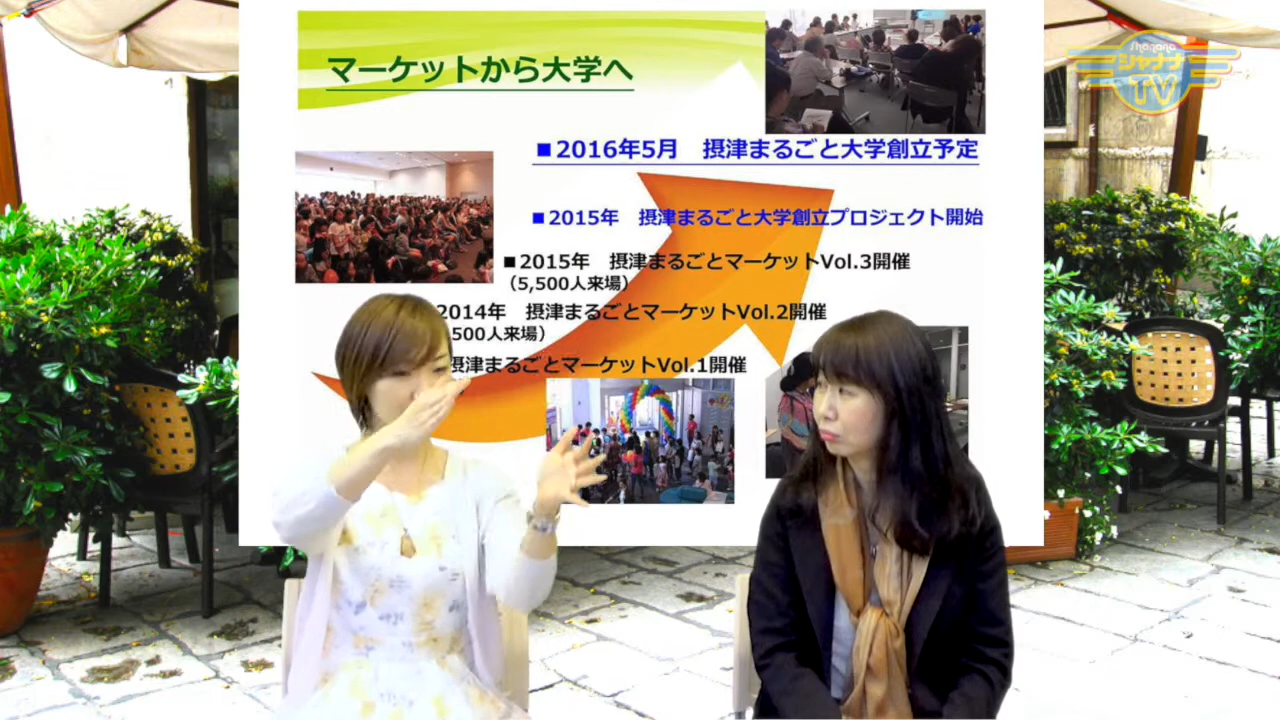 マーケットから大学へ
Shanana
シャナナ
TV
■2016年5月 摂津まるごと大学創立予定
■2015年 摂津まるごと大学創立プロジェクト開始
■2015年 摂津まるごとマーケットVol.3開催
（5,500人来場）
2014年 摂津まるごとマーケットVol.2開催
500人来場）
摂津まるごとマーケットVol.1開催